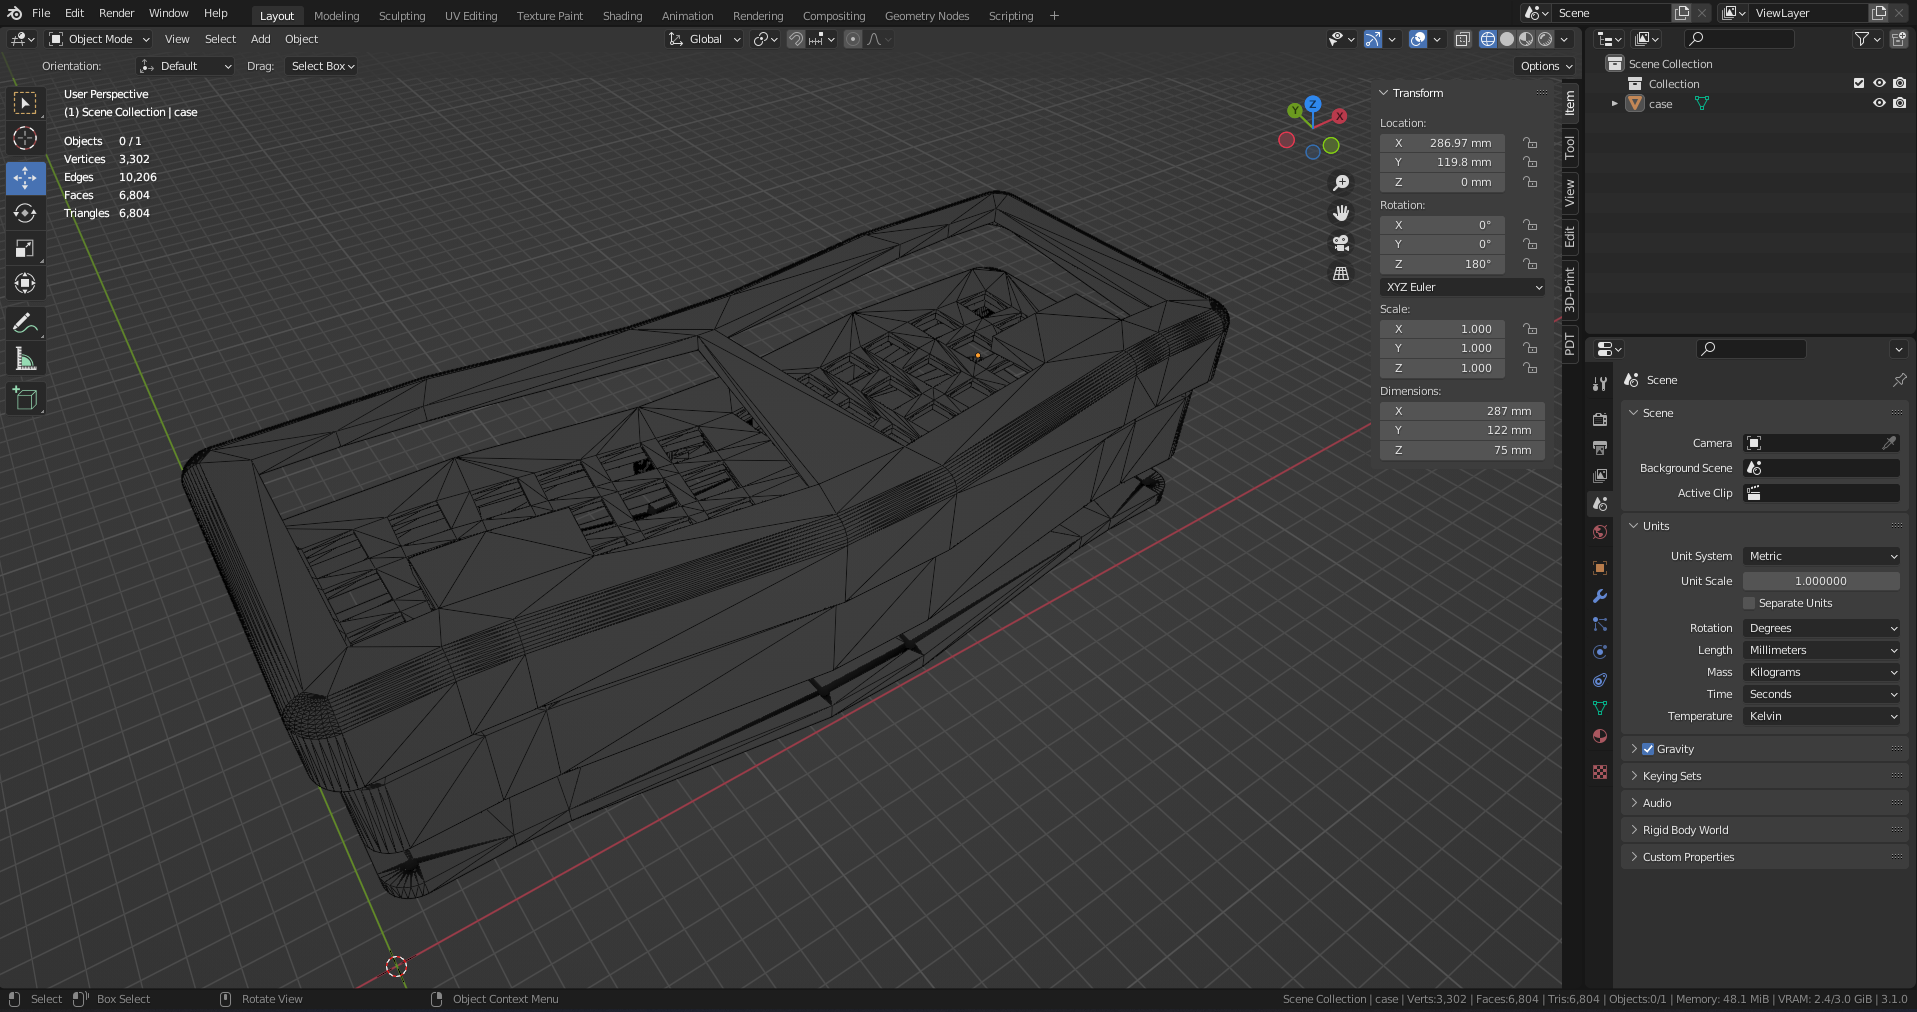 File Edit Render Window Help Layout Modeling Sculpting UV Editing Texture Paint Shading Animation Rendering Compositing Geometry Nodes Scripting + Scene ViewLayer
Object Mode View Select Add Object Global
Orientation: Default Drag: Select Box Options
User Perspective
(1) Scene Collection | case
Objects 0/1
Vertices 3,302
Edges 10,206
Faces 6,804
Triangles 6,804
Z
Y
X
Transform
Location:
X 286.97 mm
Y 119.8 mm
Z 0 mm
Rotation:
X 0°
Y 0°
Z 180°
XYZ Euler
Scale:
X 1.000
Y 1.000
Z 1.000
Dimensions:
X 287 mm
Y 122 mm
Z 75 mm
Item
Tool
View
Edit
3D-Print
PDT
Scene Collection
Collection
case
Scene
Scene
Camera
Background Scene
Active Clip
Units
Unit System Metric
Unit Scale 1.000000
Separate Units
Rotation Degrees
Length Millimeters
Mass Kilograms
Time Seconds
Temperature Kelvin
Gravity
Keying Sets
Audio
Rigid Body World
Custom Properties
Select Box Select Rotate View Object Context Menu Scene Collection | case | Verts:3,302 | Faces:6,804 | Tris:6,804 | Objects:0/1 | Memory: 48.1 MiB | VRAM: 2.4/3.0 GiB | 3.1.0